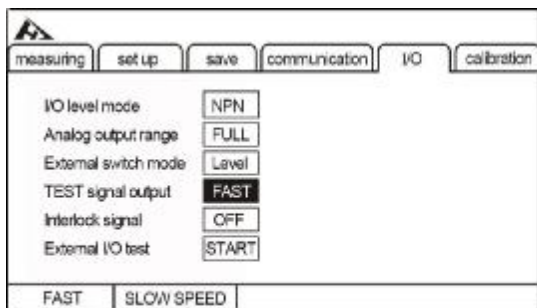 measuring set up save communication I/O calibration
I/O level mode NPN
Analog output range FULL
External switch mode Level
TEST signal output FAST
Interlock signal OFF
External I/O test START
FAST SLOW SPEED